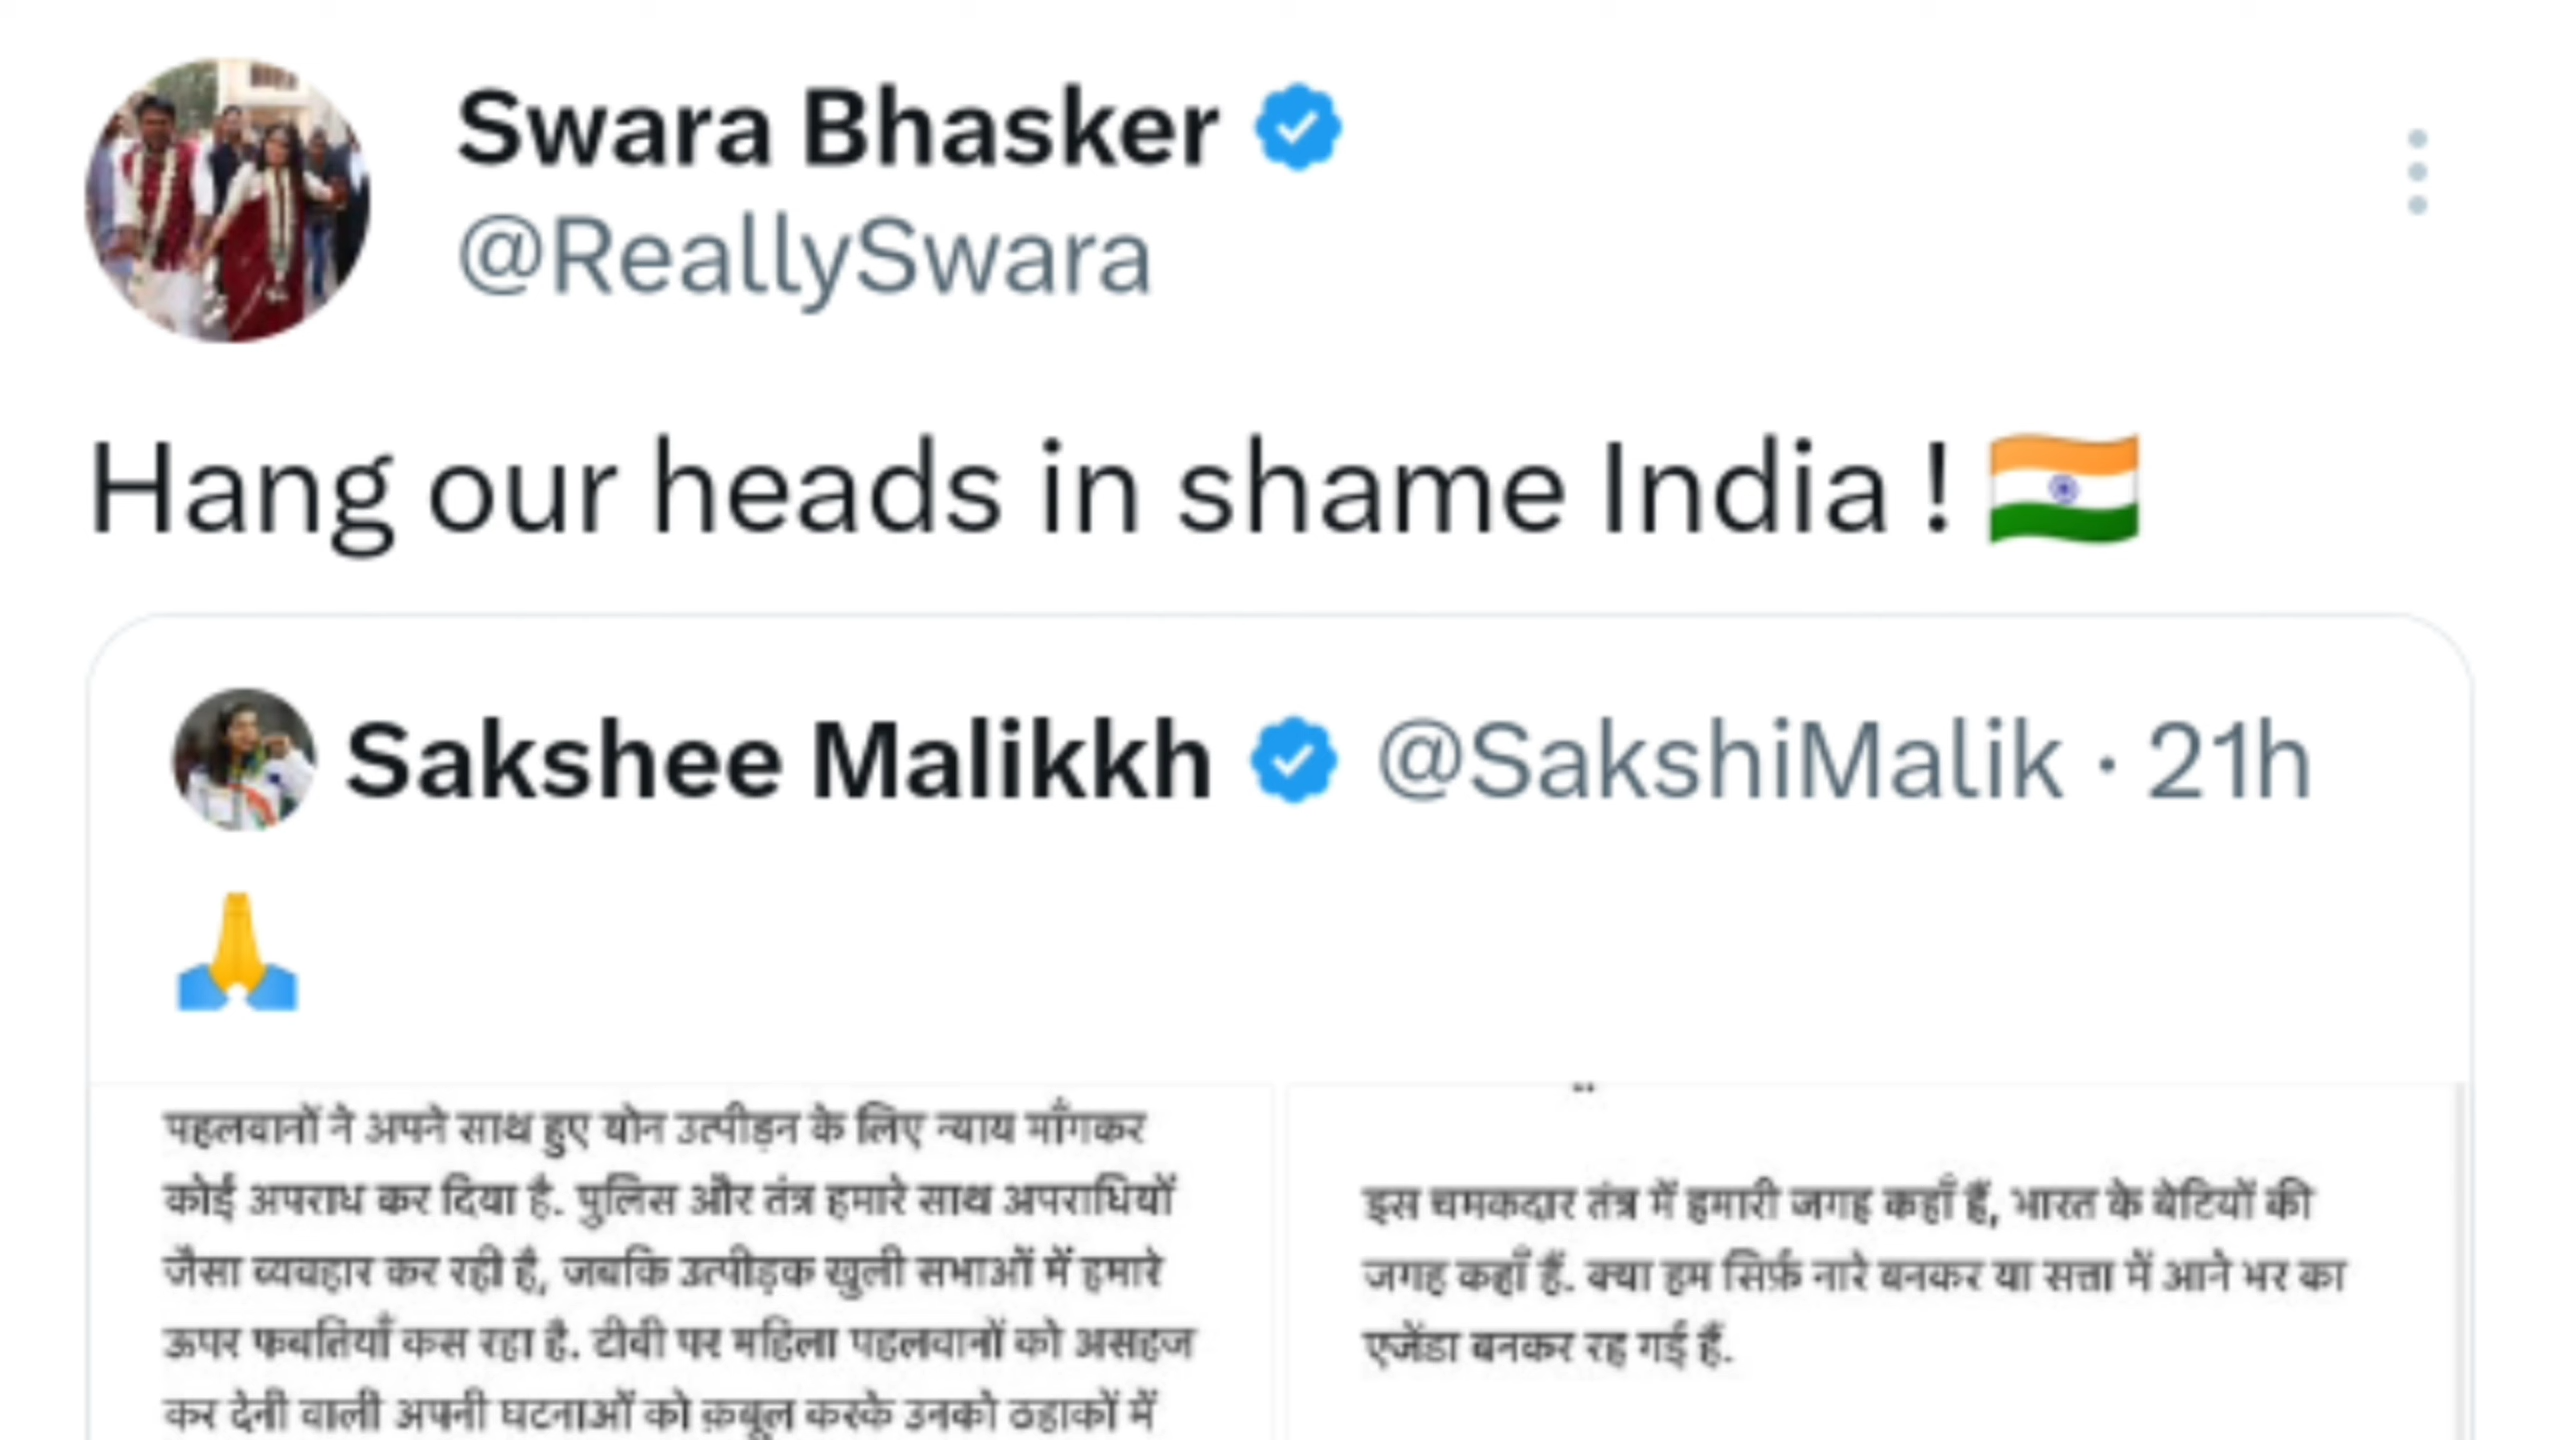 Swara Bhasker
@ReallySwara
Hang our heads in shame India ! 🇮🇳
Sakshee Malikkh @SakshiMalik · 21h
🙏
पहलवानों ने अपने साथ हुए योन उत्पीड़न के लिए न्याय माँगकर
कोई अपराध कर दिया है. पुलिस और तंत्र हमारे साथ अपराधियों
जैसा व्यवहार कर रही है, जबकि उत्पीड़क खुली सभाओं में हमारे
ऊपर फबतियाँ कस रहा है. टीवी पर महिला पहलवानों को असहज
कर देनी वाली अपनी घटनाओं को क़बूल करके उनको ठहाकों में
इस चमकदार तंत्र में हमारी जगह कहाँ हैं, भारत के बेटियों की
जगह कहाँ हैं. क्या हम सिर्फ़ नारे बनकर या सत्ता में आने भर का
एजेंडा बनकर रह गई हैं.